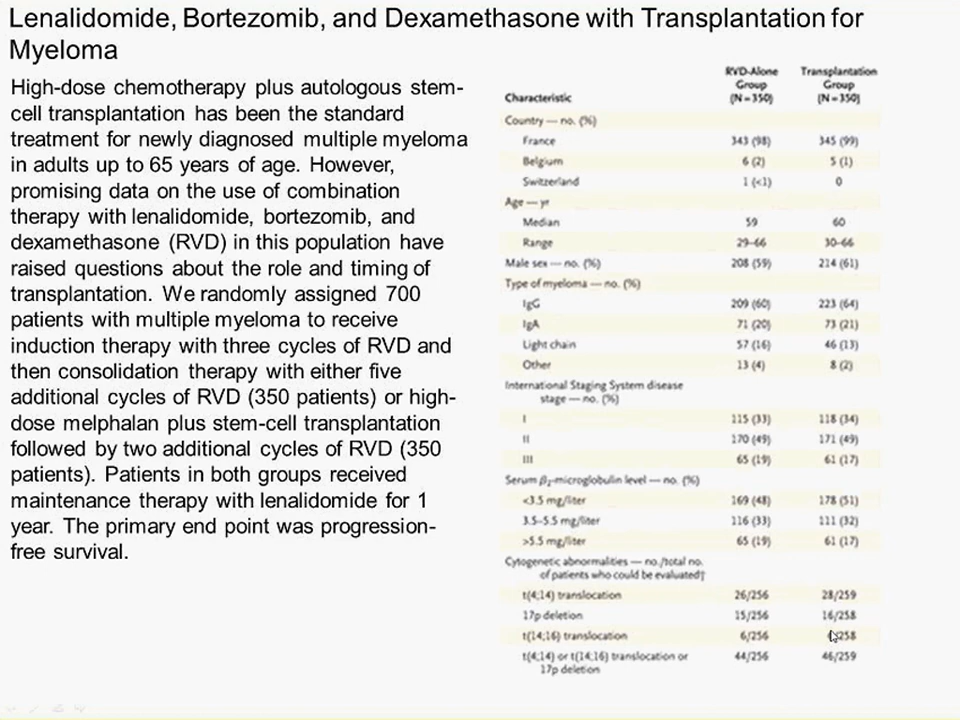 Lenalidomide, Bortezomib, and Dexamethasone with Transplantation for
Myeloma
High-dose chemotherapy plus autologous stem-
cell transplantation has been the standard
treatment for newly diagnosed multiple myeloma
in adults up to 65 years of age. However,
promising data on the use of combination
therapy with lenalidomide, bortezomib, and
dexamethasone (RVD) in this population have
raised questions about the role and timing of
transplantation. We randomly assigned 700
patients with multiple myeloma to receive
induction therapy with three cycles of RVD and
then consolidation therapy with either five
additional cycles of RVD (350 patients) or high-
dose melphalan plus stem-cell transplantation
followed by two additional cycles of RVD (350
patients). Patients in both groups received
maintenance therapy with lenalidomide for 1
year. The primary end point was progression-
free survival.
Characteristic RVD-Alone Group (N=350) Transplantation Group (N=350)
Country — no. (%)
France 343 (98) 345 (99)
Belgium 6 (2) 5 (1)
Switzerland 1 (<1) 0
Age — yr
Median 59 60
Range 29–66 30–66
Male sex — no. (%) 208 (59) 214 (61)
Type of myeloma — no. (%)
IgG 209 (60) 223 (64)
IgA 71 (20) 73 (21)
Light chain 57 (16) 46 (13)
Other 13 (4) 8 (2)
International Staging System disease
stage — no. (%)
I 115 (33) 118 (34)
II 170 (49) 171 (49)
III 65 (19) 61 (17)
Serum β2-microglobulin level — no. (%)
<3.5 mg/liter 169 (48) 178 (51)
3.5–5.5 mg/liter 116 (33) 111 (32)
>5.5 mg/liter 65 (19) 61 (17)
Cytogenetic abnormalities — no./total no.
of patients who could be evaluated†
t(4;14) translocation 26/256 28/259
17p deletion 15/256 16/258
t(14;16) translocation 6/256
t(4;14) or t(14;16) translocation or 44/256 46/259
17p deletion